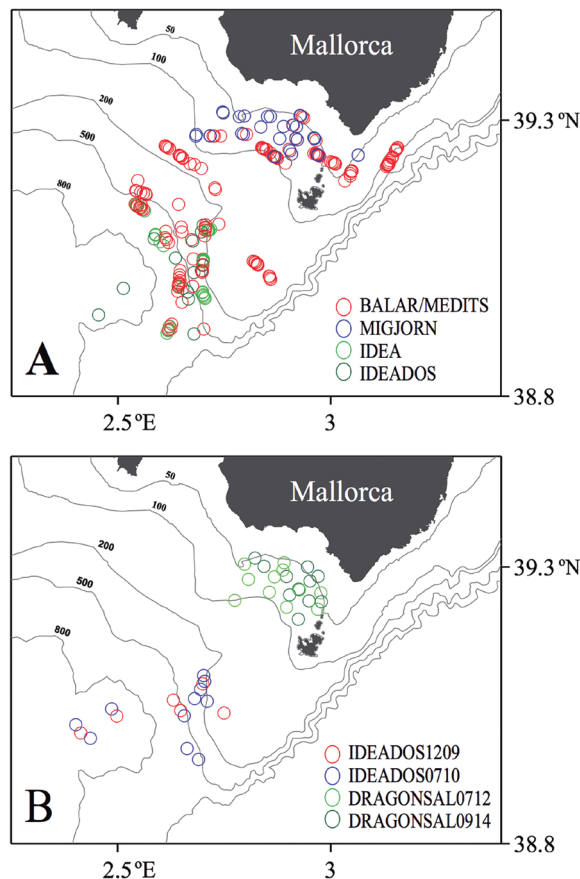 Mallorca
50
100
200
500
800
39.3 ºN
BALAR/MEDITS
MIGJORN
IDEA
IDEADOS
A
38.8
2.5 ºE
3
Mallorca
50
100
200
500
800
39.3 ºN
IDEADOS1209
IDEADOS0710
DRAGONSAL0712
DRAGONSAL0914
B
38.8
2.5 ºE
3